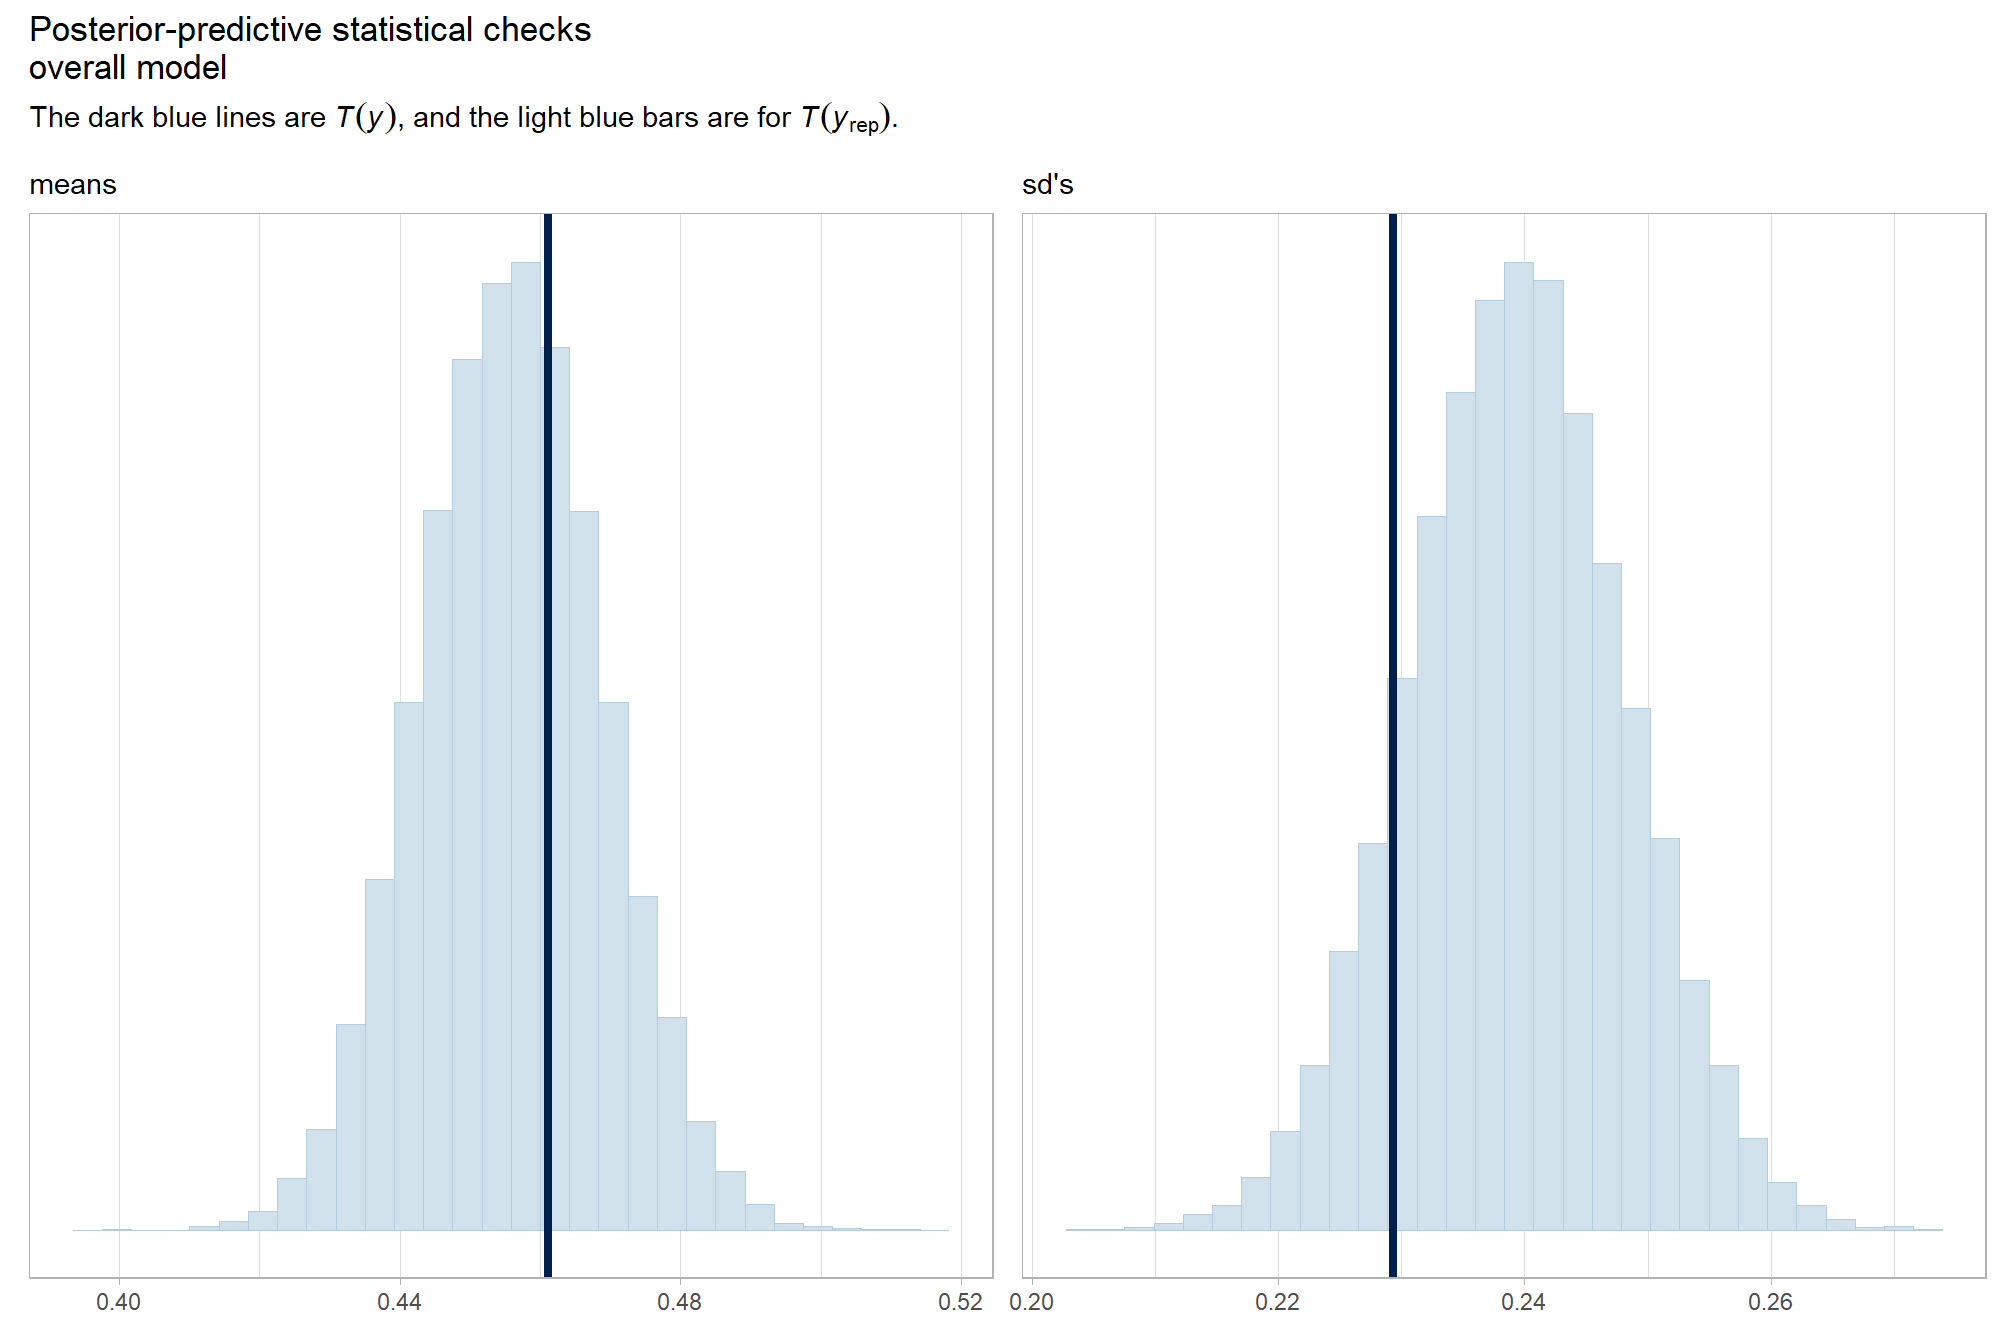 Posterior-predictive statistical checks
overall model
The dark blue lines are T(y), and the light blue bars are for T(yrep).
means
sd's
0.40 0.44 0.48 0.52
0.20 0.22 0.24 0.26